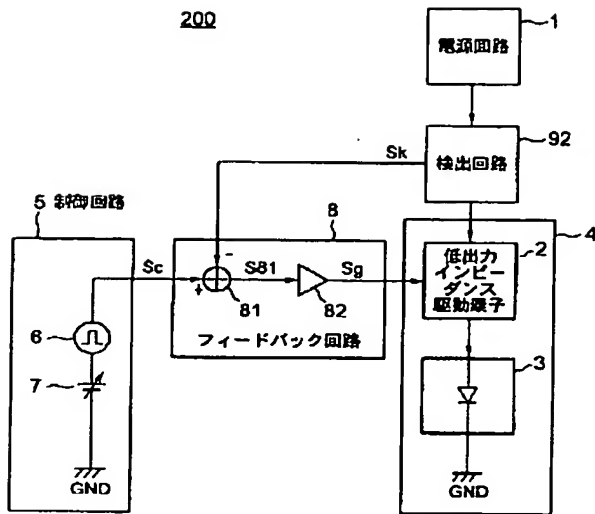 200
1
電源回路
92
検出回路
Sk
5 制御回路
8
4
2
低出力
インピー
ダンス
駆動素子
Sc
-
S81
Sg
+
81
82
6
フィードバック回路
7
3
GND
GND